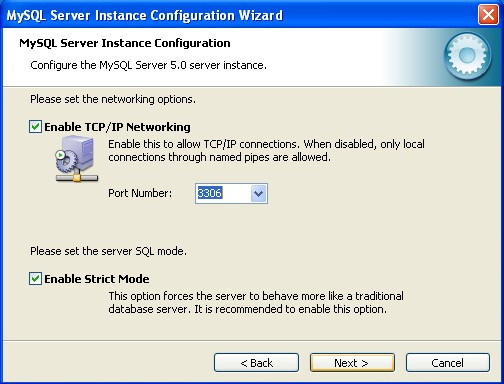 MySQL Server Instance Configuration Wizard
MySQL Server Instance Configuration
Configure the MySQL Server 5.0 server instance.
Please set the networking options.
Enable TCP/IP Networking
Enable this to allow TCP/IP connections. When disabled, only local
connections through named pipes are allowed.
Port Number: 3306
Please set the server SQL mode.
Enable Strict Mode
This option forces the server to behave more like a traditional
database server. It is recommended to enable this option.
< Back Next > Cancel